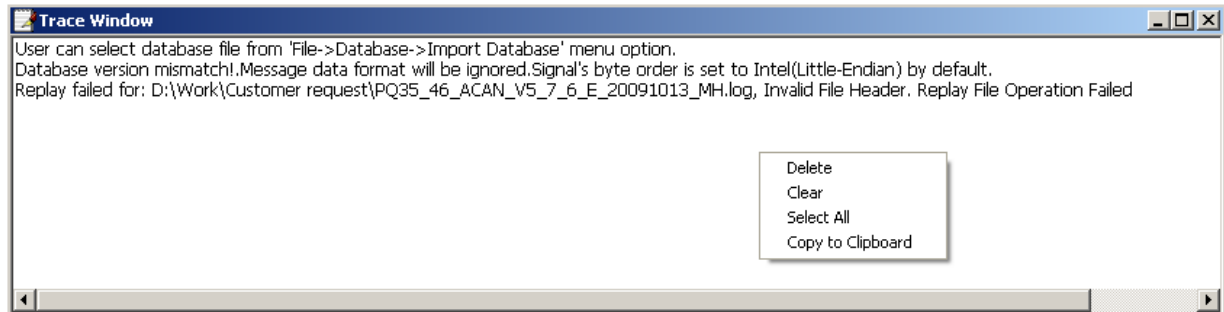 Trace Window
User can select database file from 'File->Database->Import Database' menu option.
Database version mismatch!.Message data format will be ignored.Signal's byte order is set to Intel(Little-Endian) by default.
Replay failed for: D:\Work\Customer request\PQ35_46_ACAN_V5_7_6_E_20091013_MH.log, Invalid File Header. Replay File Operation Failed
Delete
Clear
Select All
Copy to Clipboard